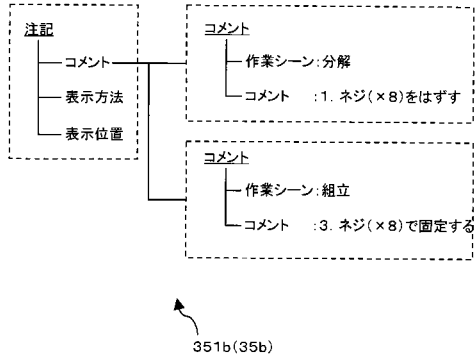 注記
コメント
表示方法
表示位置
コメント
作業シーン:分解
コメント :1. ネジ(×8)をはずす
コメント
作業シーン:組立
コメント :3. ネジ(×8)で固定する
351b(35b)